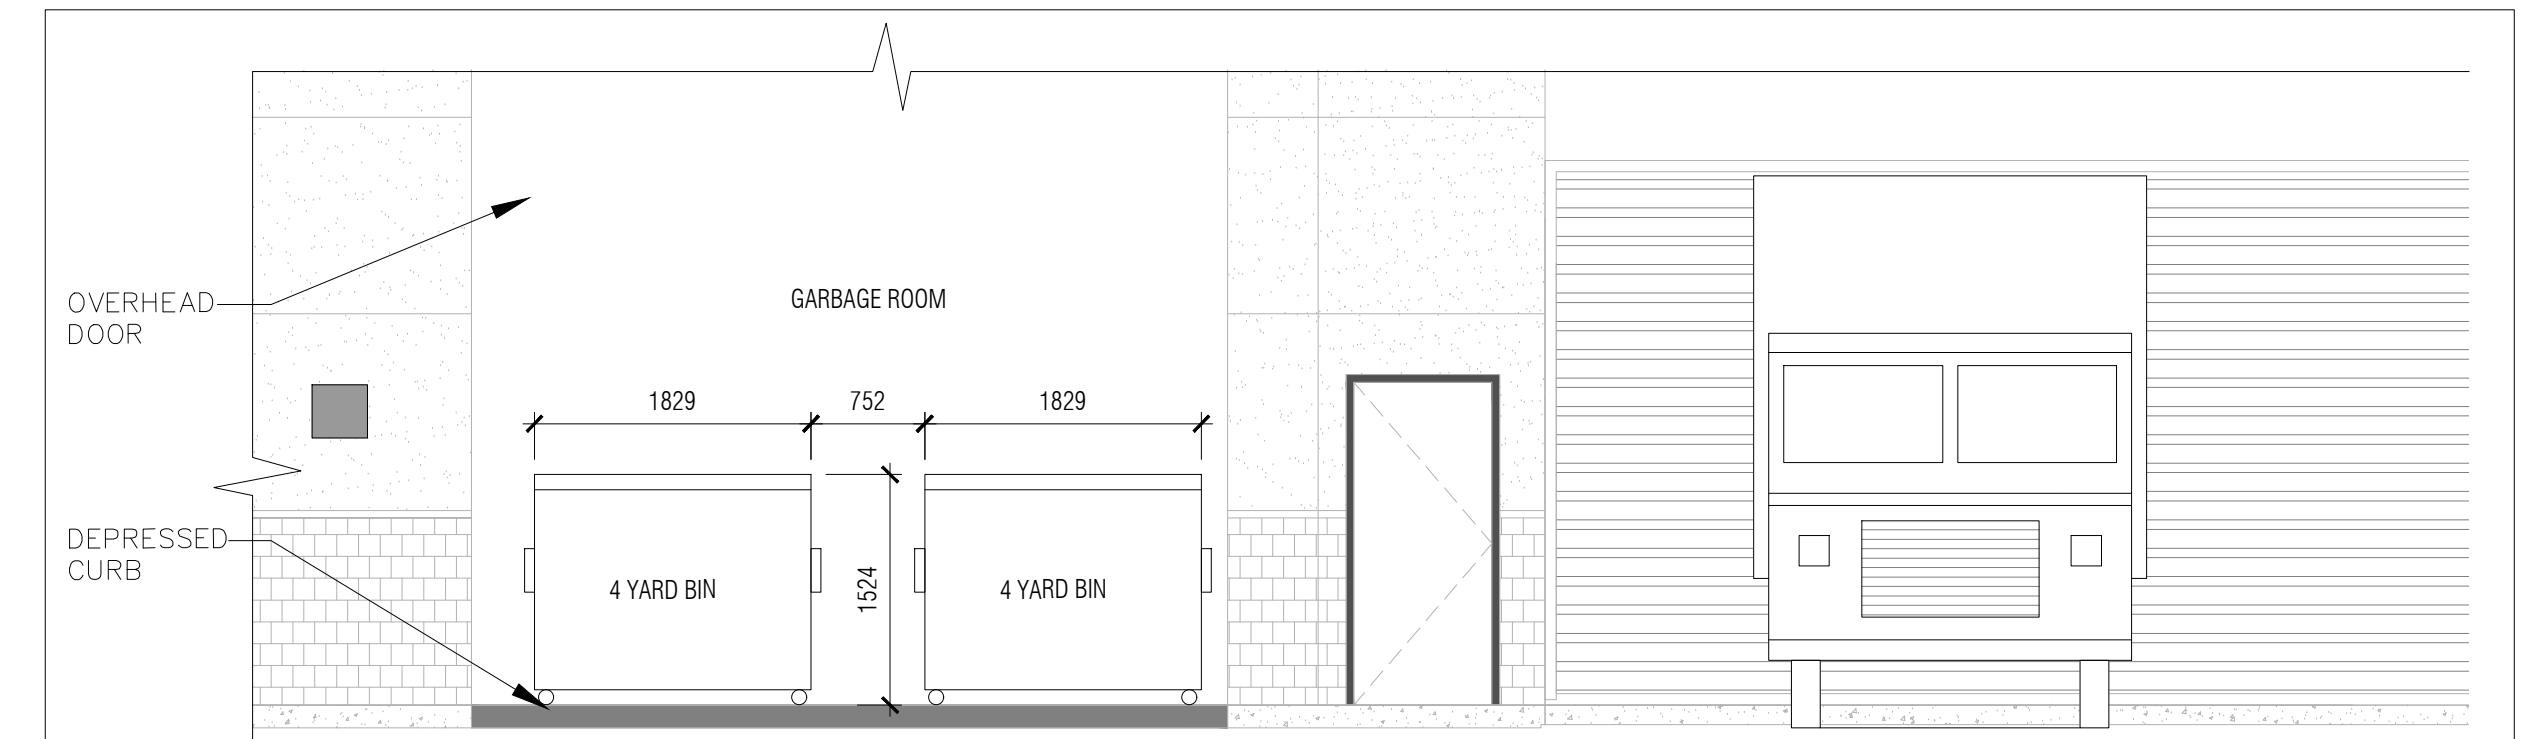 OVERHEAD
DOOR
GARBAGE ROOM
1829
752
1829
DEPRESSED
CURB
4 YARD BIN
1524
4 YARD BIN